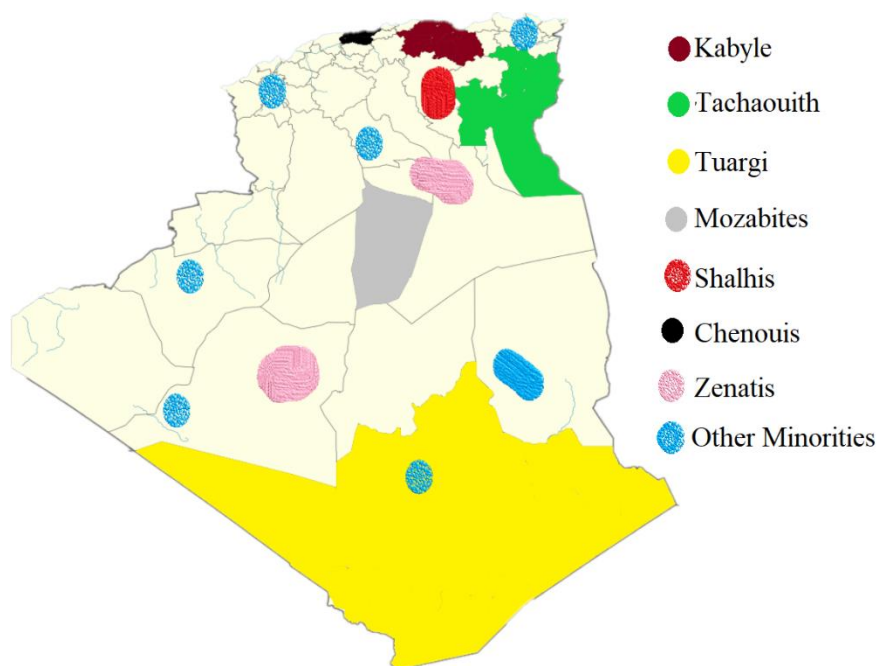 Kabyle
Tachaouith
Tuargi
Mozabites
Shalhis
Chenouis
Zenatis
Other Minorities